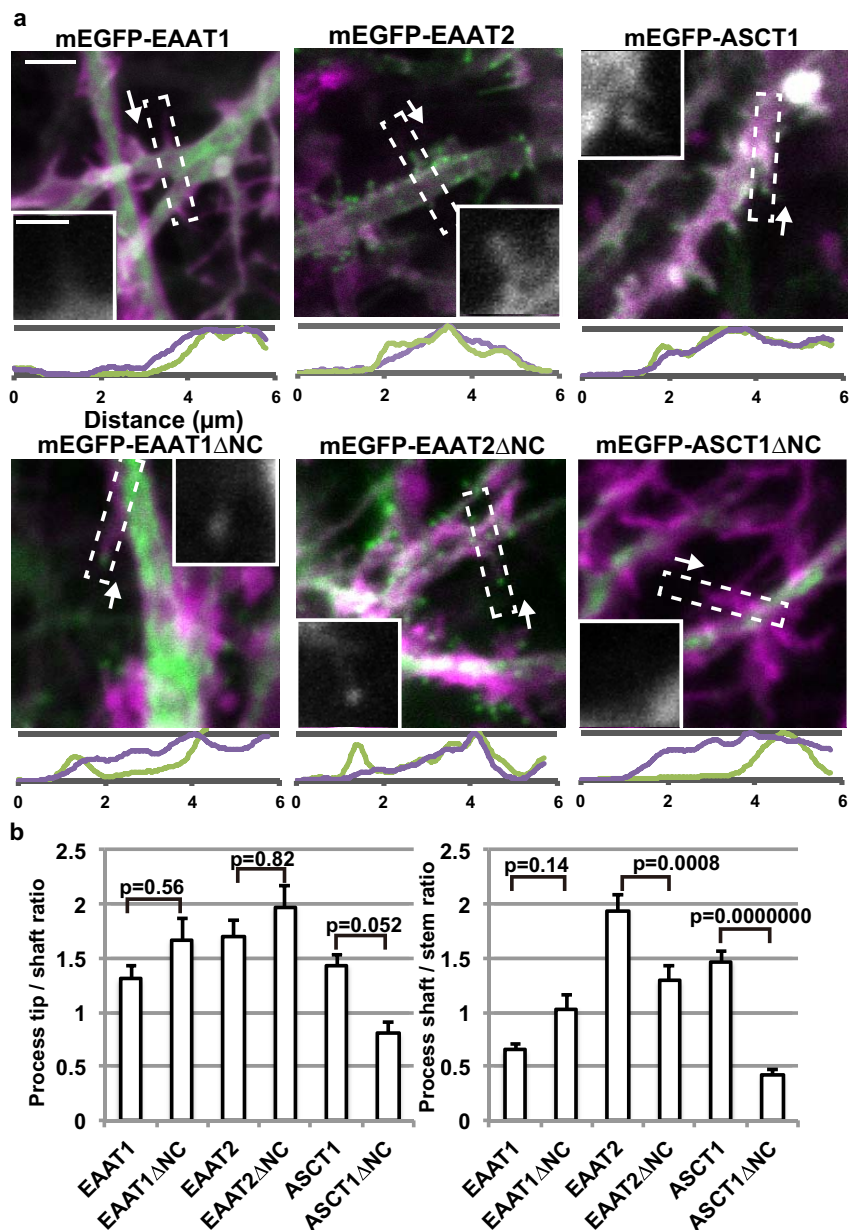 a
mEGFP-EAAT1 mEGFP-EAAT2 mEGFP-ASCT1
0 2 4 6 0 2 4 6 0 2 4 6
Distance (µm)
mEGFP-EAAT1ΔNC mEGFP-EAAT2ΔNC mEGFP-ASCT1ΔNC
0 2 4 6 0 2 4 6 0 2 4 6
b
Process tip / shaft ratio
2.5
2
1.5
1
0.5
0
p=0.56
p=0.82
p=0.052
EAAT1
EAAT1ΔNC
EAAT2
EAAT2ΔNC
ASCT1
ASCT1ΔNC
Process shaft / stem ratio
2.5
2
1.5
1
0.5
0
p=0.14
p=0.0008
p=0.0000000
EAAT1
EAAT1ΔNC
EAAT2
EAAT2ΔNC
ASCT1
ASCT1ΔNC